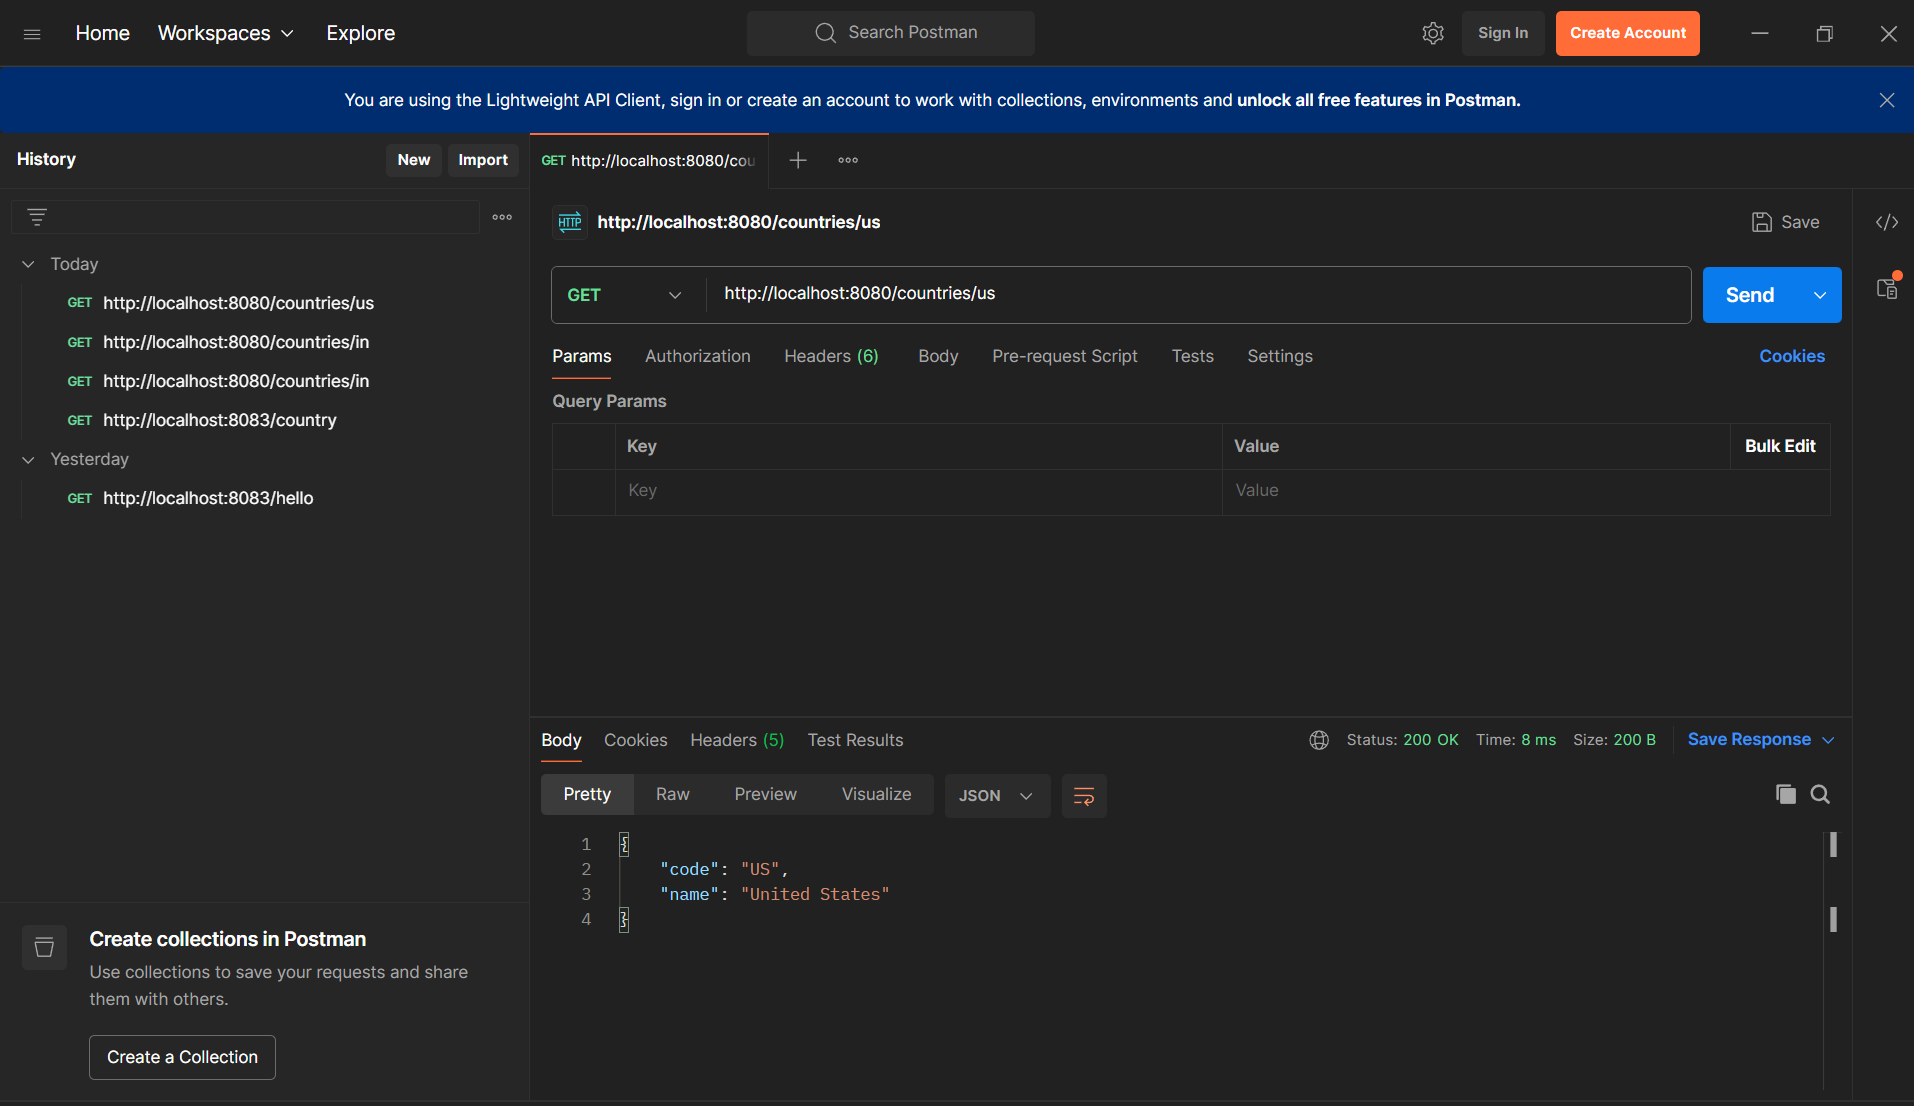 Home Workspaces Explore Search Postman Sign In Create Account
You are using the Lightweight API Client, sign in or create an account to work with collections, environments and unlock all free features in Postman.
History New Import
GET http://localhost:8080/cou
http://localhost:8080/countries/us Save
GET http://localhost:8080/countries/us Send
Today
GET http://localhost:8080/countries/us
GET http://localhost:8080/countries/in
GET http://localhost:8080/countries/in
GET http://localhost:8083/country
Yesterday
GET http://localhost:8083/hello
Params Authorization Headers (6) Body Pre-request Script Tests Settings Cookies
Query Params
Key Value Bulk Edit
Key Value
Body Cookies Headers (5) Test Results Status: 200 OK Time: 8 ms Size: 200 B Save Response
Pretty Raw Preview Visualize JSON
1 {
2 "code": "US",
3 "name": "United States"
4 }
Create collections in Postman
Use collections to save your requests and share
them with others.
Create a Collection